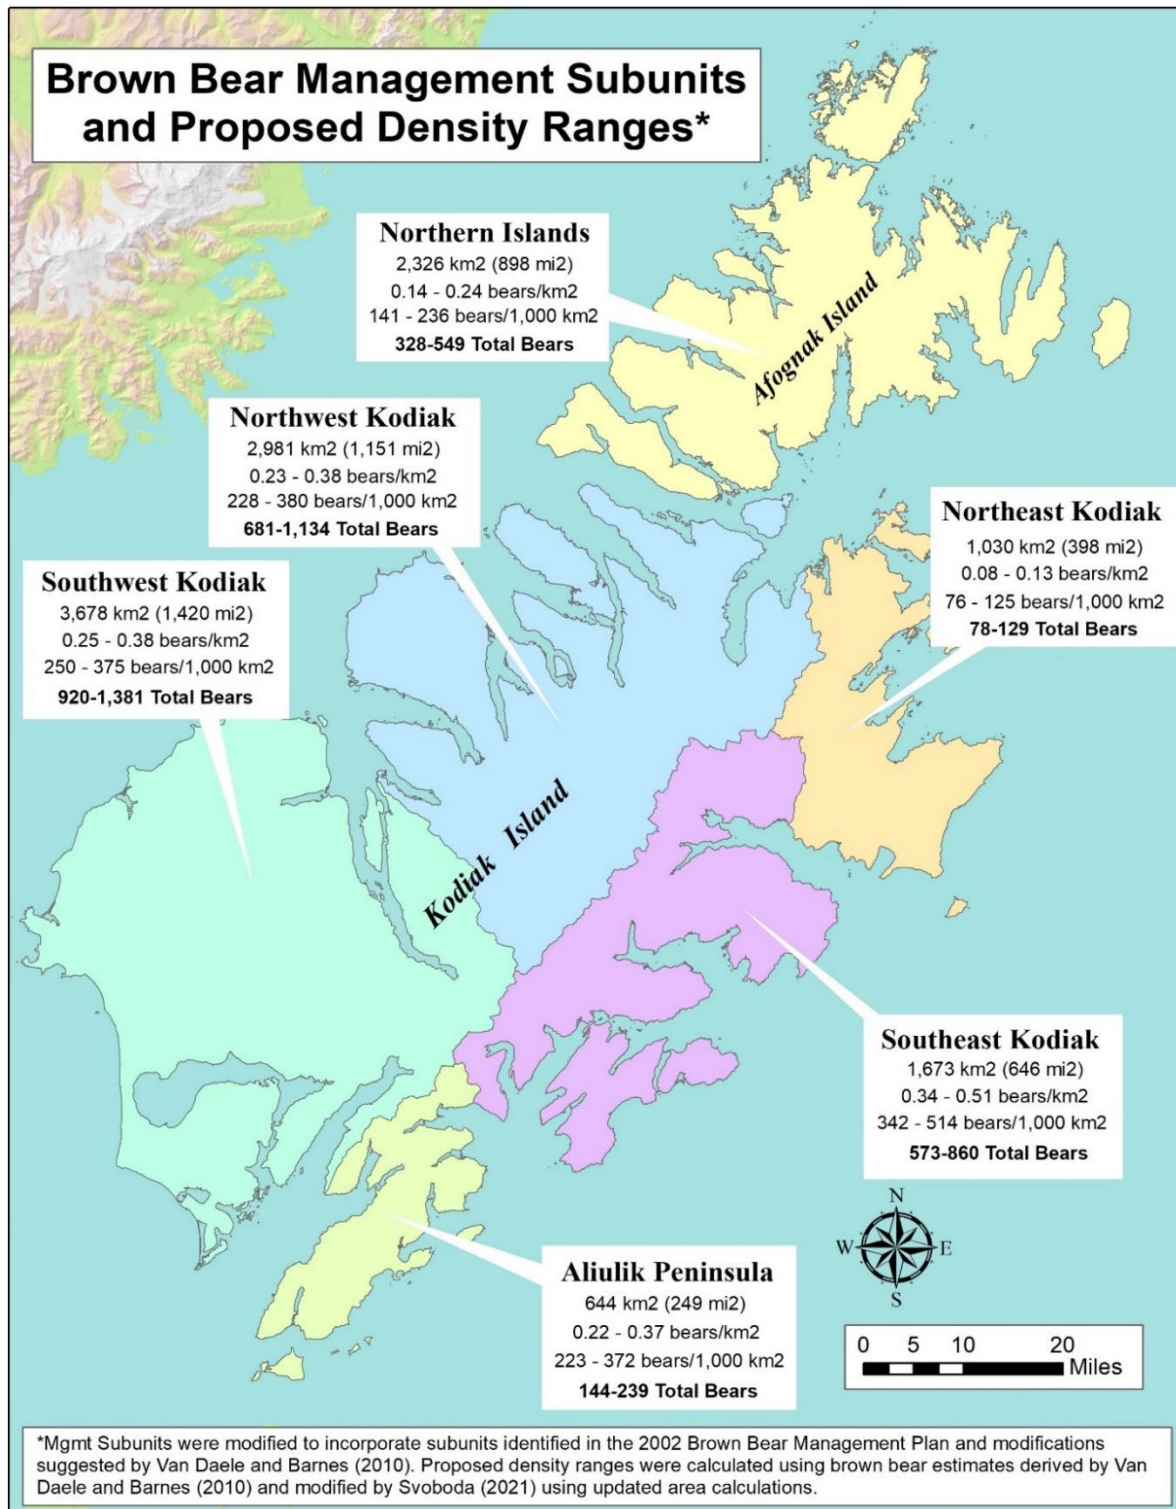 Brown Bear Management Subunits
and Proposed Density Ranges*
Northern Islands
2,326 km2 (898 mi2)
0.14 - 0.24 bears/km2
141 - 236 bears/1,000 km2
328-549 Total Bears
Afognak Island
Northwest Kodiak
2,981 km2 (1,151 mi2)
0.23 - 0.38 bears/km2
228 - 380 bears/1,000 km2
681-1,134 Total Bears
Northeast Kodiak
1,030 km2 (398 mi2)
0.08 - 0.13 bears/km2
76 - 125 bears/1,000 km2
78-129 Total Bears
Southwest Kodiak
3,678 km2 (1,420 mi2)
0.25 - 0.38 bears/km2
250 - 375 bears/1,000 km2
920-1,381 Total Bears
Kodiak Island
Southeast Kodiak
1,673 km2 (646 mi2)
0.34 - 0.51 bears/km2
342 - 514 bears/1,000 km2
573-860 Total Bears
Aliulik Peninsula
644 km2 (249 mi2)
0.22 - 0.37 bears/km2
223 - 372 bears/1,000 km2
144-239 Total Bears
N
W E
S
0 5 10 20
Miles
*Mgmt Subunits were modified to incorporate subunits identified in the 2002 Brown Bear Management Plan and modifications
suggested by Van Daele and Barnes (2010). Proposed density ranges were calculated using brown bear estimates derived by Van
Daele and Barnes (2010) and modified by Svoboda (2021) using updated area calculations.